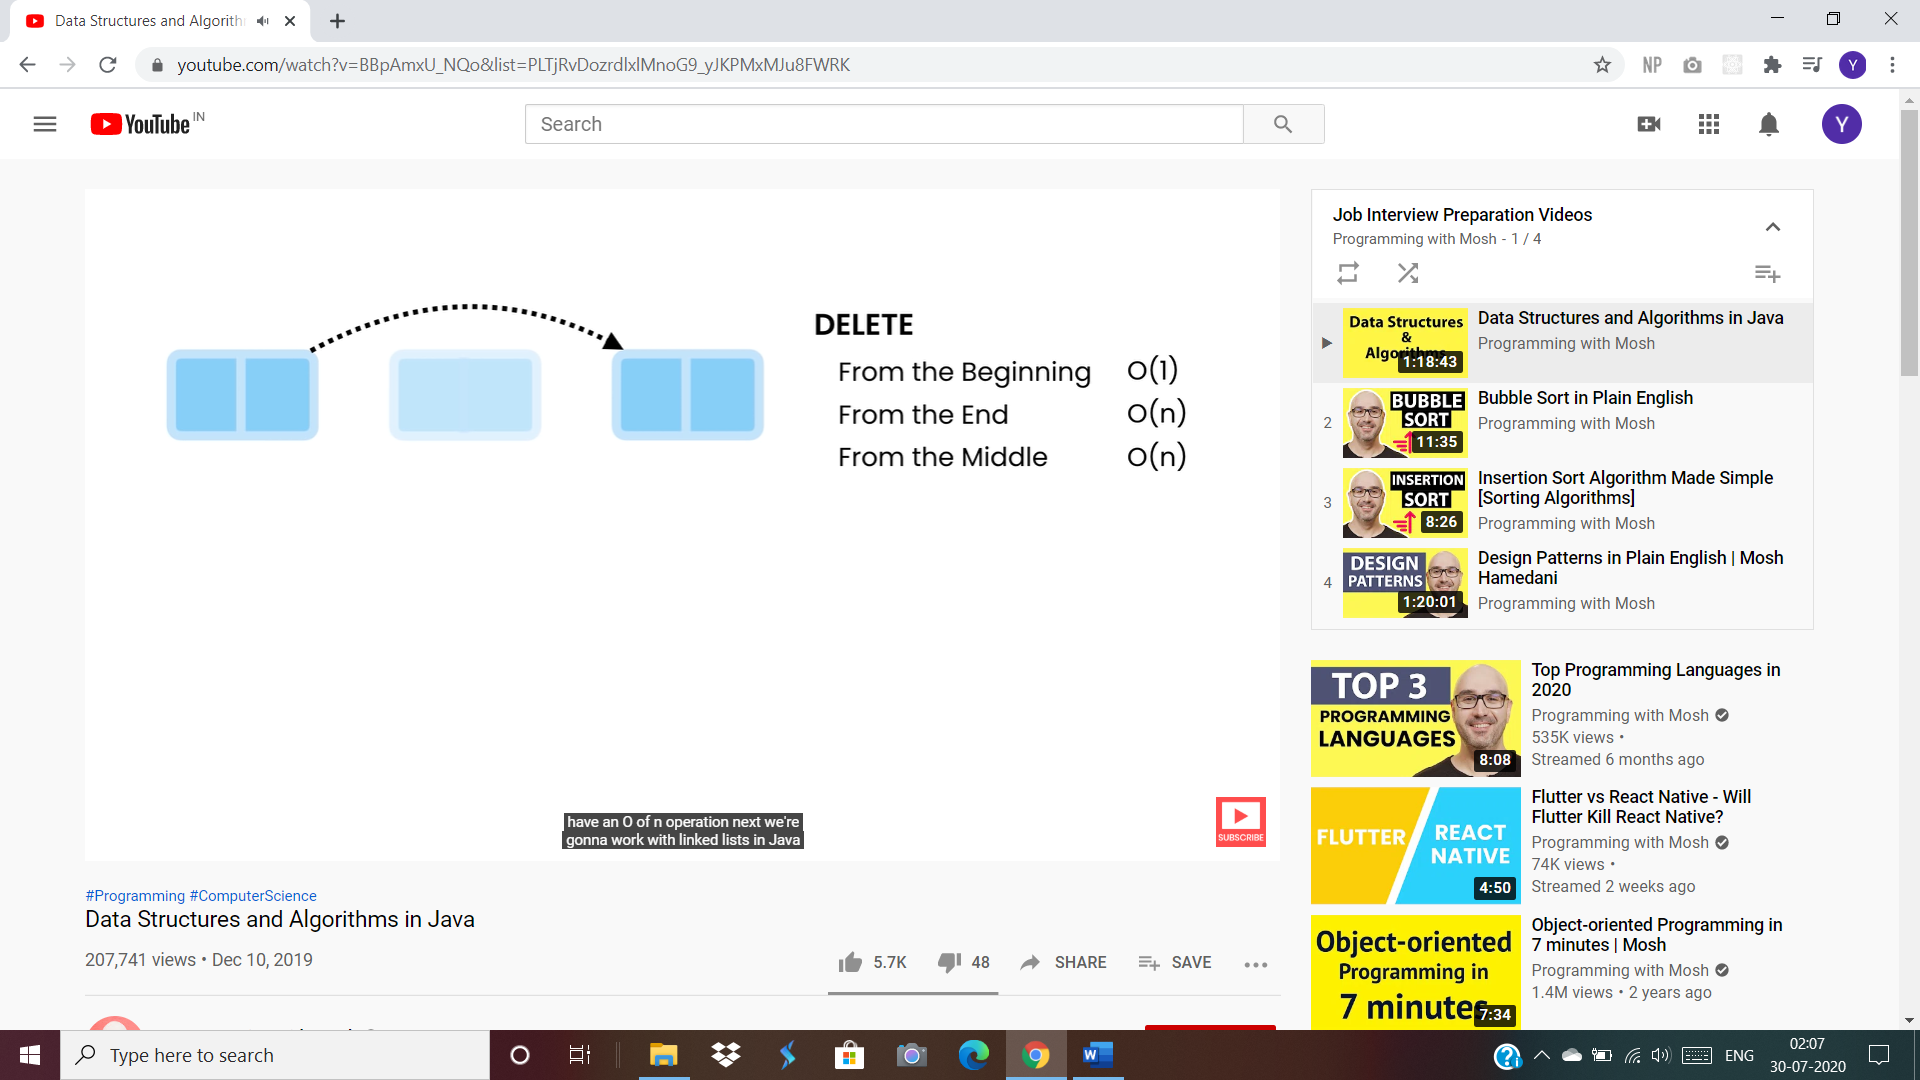 Data Structures and Algorith
youtube.com/watch?v=BBpAmxU_NQo&list=PLTjRvDozrdlxlMnoG9_yJKPMxMJu8FWRK
NP
Y
YouTube IN
Search
Y
DELETE
From the Beginning O(1)
From the End O(n)
From the Middle O(n)
have an O of n operation next we're
gonna work with linked lists in Java
SUBSCRIBE
#Programming #ComputerScience
Data Structures and Algorithms in Java
207,741 views • Dec 10, 2019
5.7K
48
SHARE
SAVE
Job Interview Preparation Videos
Programming with Mosh - 1 / 4
Data Structures
&
Algorithms
1:18:43
Data Structures and Algorithms in Java
Programming with Mosh
2
BUBBLE
SORT
11:35
Bubble Sort in Plain English
Programming with Mosh
3
INSERTION
SORT
8:26
Insertion Sort Algorithm Made Simple
[Sorting Algorithms]
Programming with Mosh
4
DESIGN
PATTERNS
1:20:01
Design Patterns in Plain English | Mosh
Hamedani
Programming with Mosh
TOP 3
PROGRAMMING
LANGUAGES
8:08
Top Programming Languages in
2020
Programming with Mosh
535K views •
Streamed 6 months ago
FLUTTER
REACT
NATIVE
4:50
Flutter vs React Native - Will
Flutter Kill React Native?
Programming with Mosh
74K views •
Streamed 2 weeks ago
Object-oriented
Programming in
7 minutes
7:34
Object-oriented Programming in
7 minutes | Mosh
Programming with Mosh
1.4M views • 2 years ago
Type here to search
ENG
02:07
30-07-2020